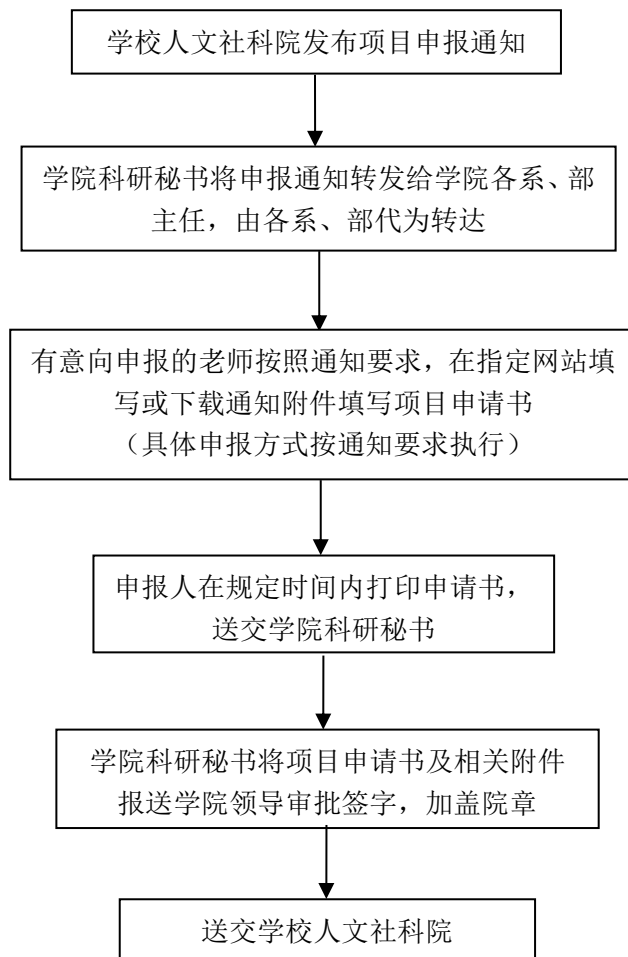 学校人文社科院发布项目申报通知
学院科研秘书将申报通知转发给学院各系、部
主任，由各系、部代为转达
有意向申报的老师按照通知要求，在指定网站填
写或下载通知附件填写项目申请书
（具体申报方式按通知要求执行）
申报人在规定时间内打印申请书，
送交学院科研秘书
学院科研秘书将项目申请书及相关附件
报送学院领导审批签字，加盖院章
送交学校人文社科院